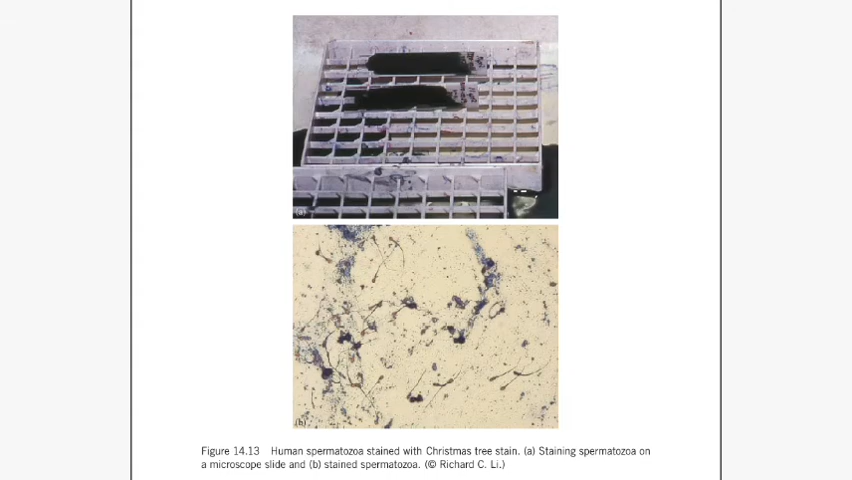 (a)
(b)
Figure 14.13 Human spermatozoa stained with Christmas tree stain. (a) Staining spermatozoa on
a microscope slide and (b) stained spermatozoa. (© Richard C. Li.)